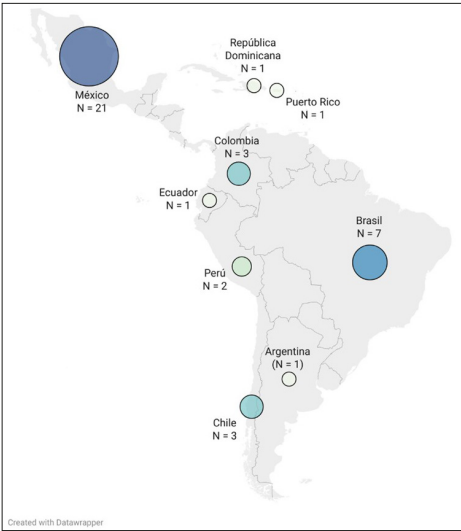 República
Dominicana
N = 1
Puerto Rico
N = 1
México
N = 21
Colombia
N = 3
Ecuador
N = 1
Brasil
N = 7
Perú
N = 2
Argentina
(N = 1)
Chile
N = 3
Created with Datawrapper